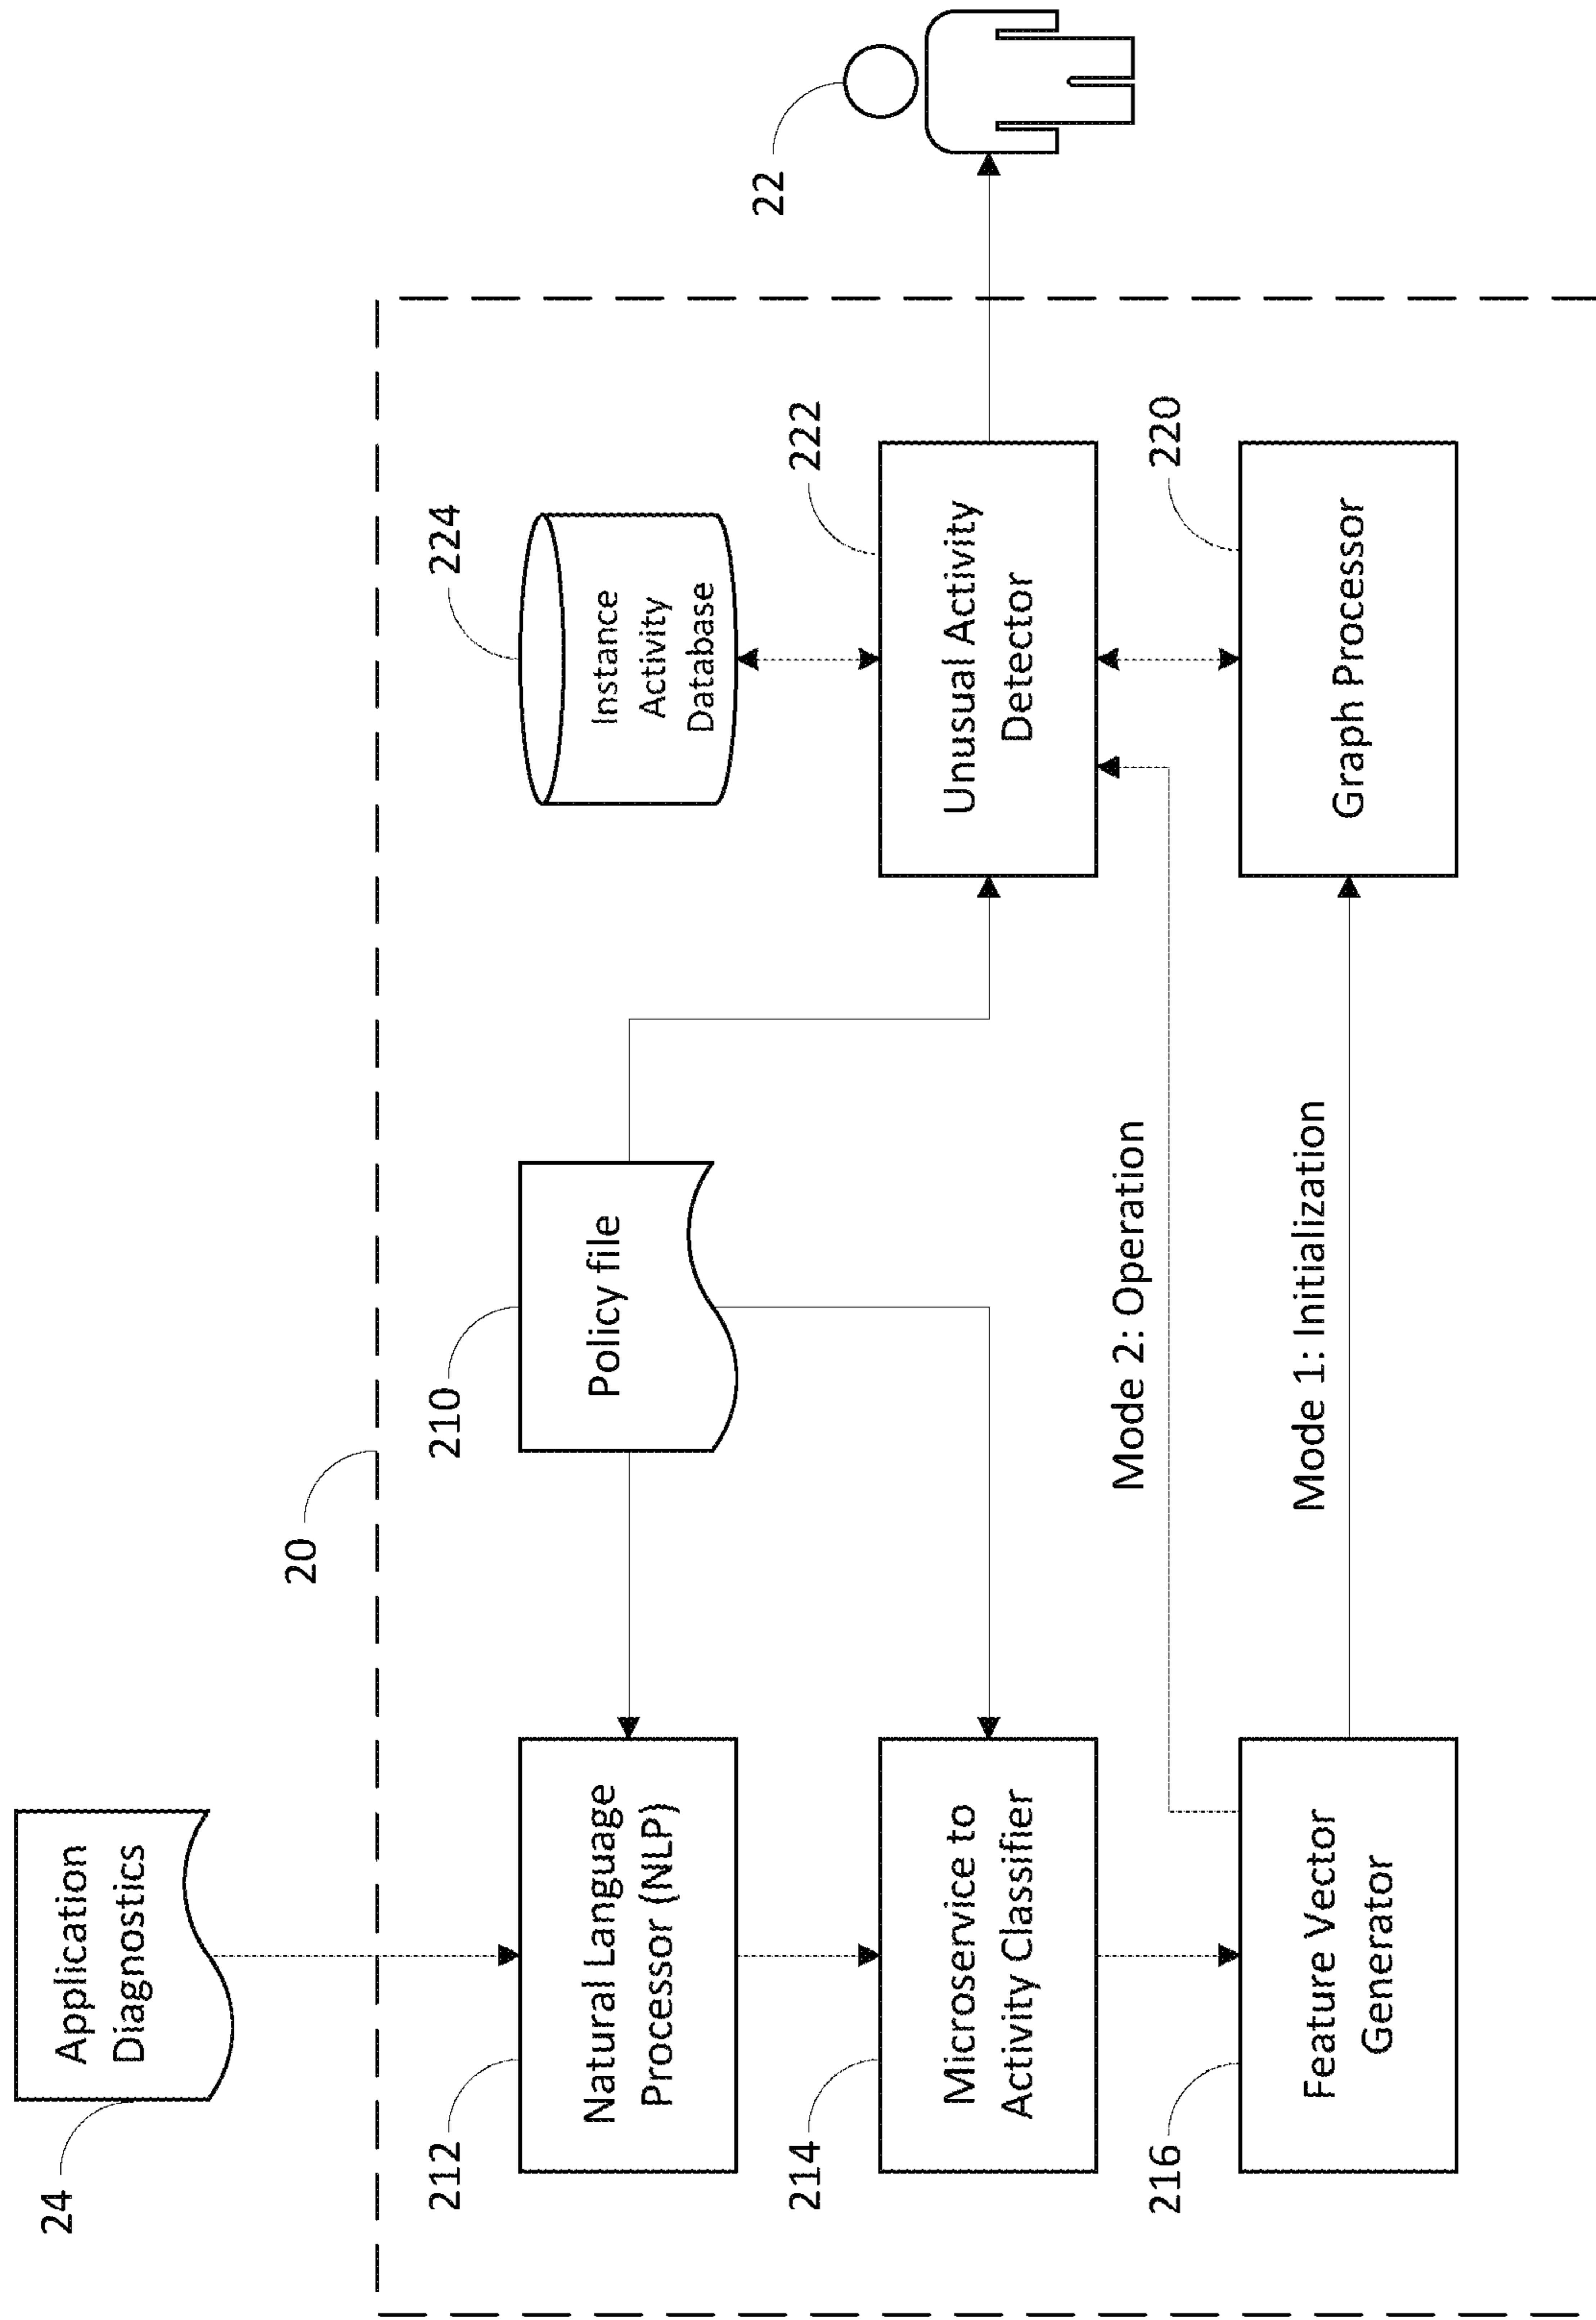 24
Application
Diagnostics
20
212
Natural Language
Processor (NLP)
210
Policy file
224
Instance
Activity
Database
22
214
Microservice to
Activity Classifier
222
Unusual Activity
Detector
Mode 2: Operation
216
Feature Vector
Generator
Mode 1: Initialization
220
Graph Processor